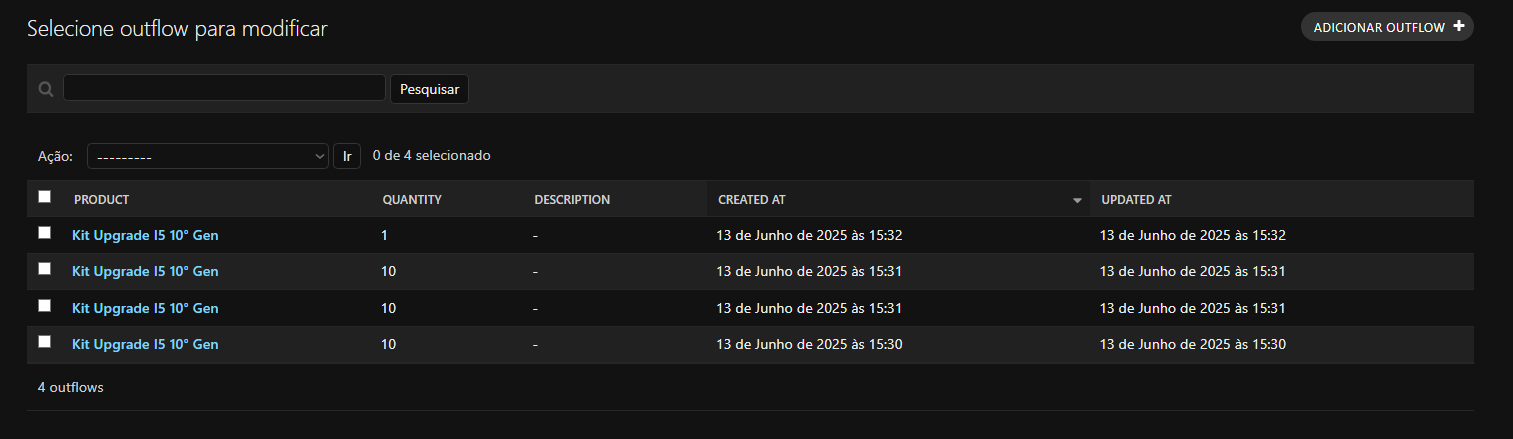 Selecione outflow para modificar
ADICIONAR OUTFLOW +
Pesquisar
Ação: --------- Ir 0 de 4 selecionado
PRODUCT QUANTITY DESCRIPTION CREATED AT UPDATED AT
Kit Upgrade I5 10° Gen 1 - 13 de Junho de 2025 às 15:32 13 de Junho de 2025 às 15:32
Kit Upgrade I5 10° Gen 10 - 13 de Junho de 2025 às 15:31 13 de Junho de 2025 às 15:31
Kit Upgrade I5 10° Gen 10 - 13 de Junho de 2025 às 15:31 13 de Junho de 2025 às 15:31
Kit Upgrade I5 10° Gen 10 - 13 de Junho de 2025 às 15:30 13 de Junho de 2025 às 15:30
4 outflows